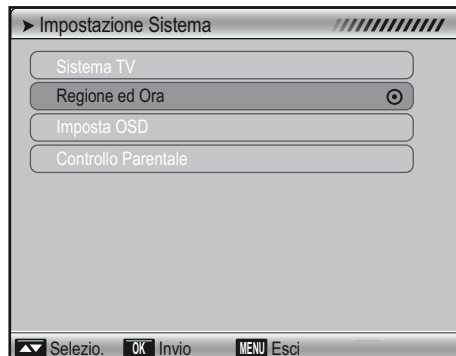 ➤ Impostazione Sistema
Sistema TV
Regione ed Ora
Imposta OSD
Controllo Parentale
Selezio. OK Invio MENU Esci